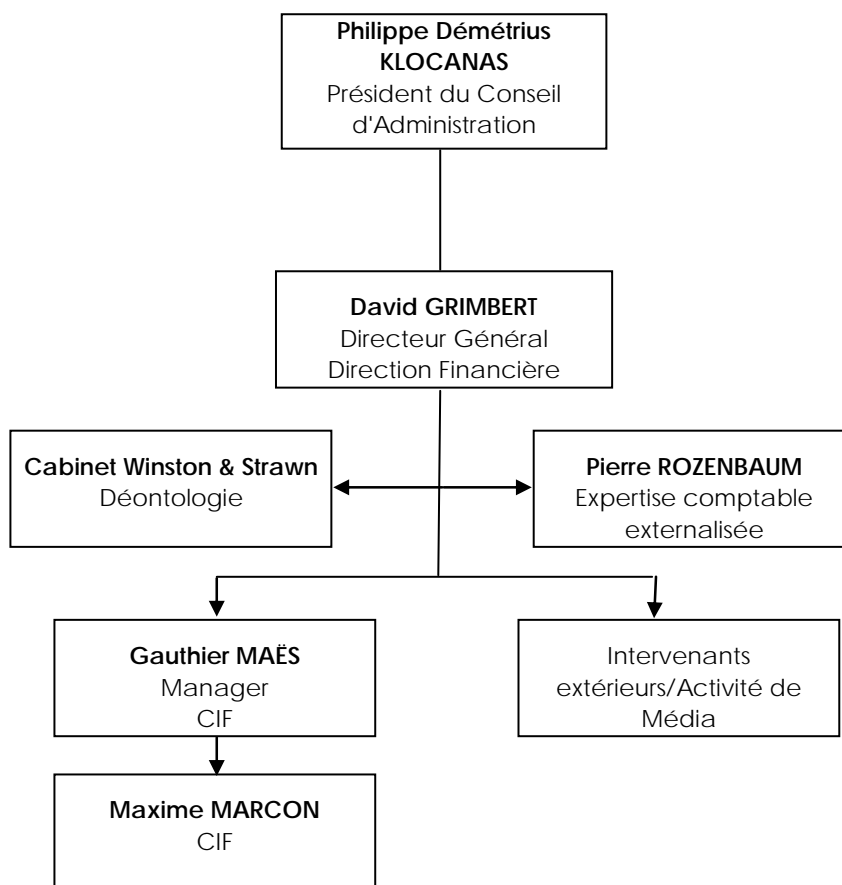 Philippe Démétrius
KLOCANAS
Président du Conseil
d'Administration
David GRIMBERT
Directeur Général
Direction Financière
Cabinet Winston & Strawn
Déontologie
Pierre ROZENBAUM
Expertise comptable
externalisée
Gauthier MAËS
Manager
CIF
Intervenants
extérieurs/Activité de
Média
Maxime MARCON
CIF